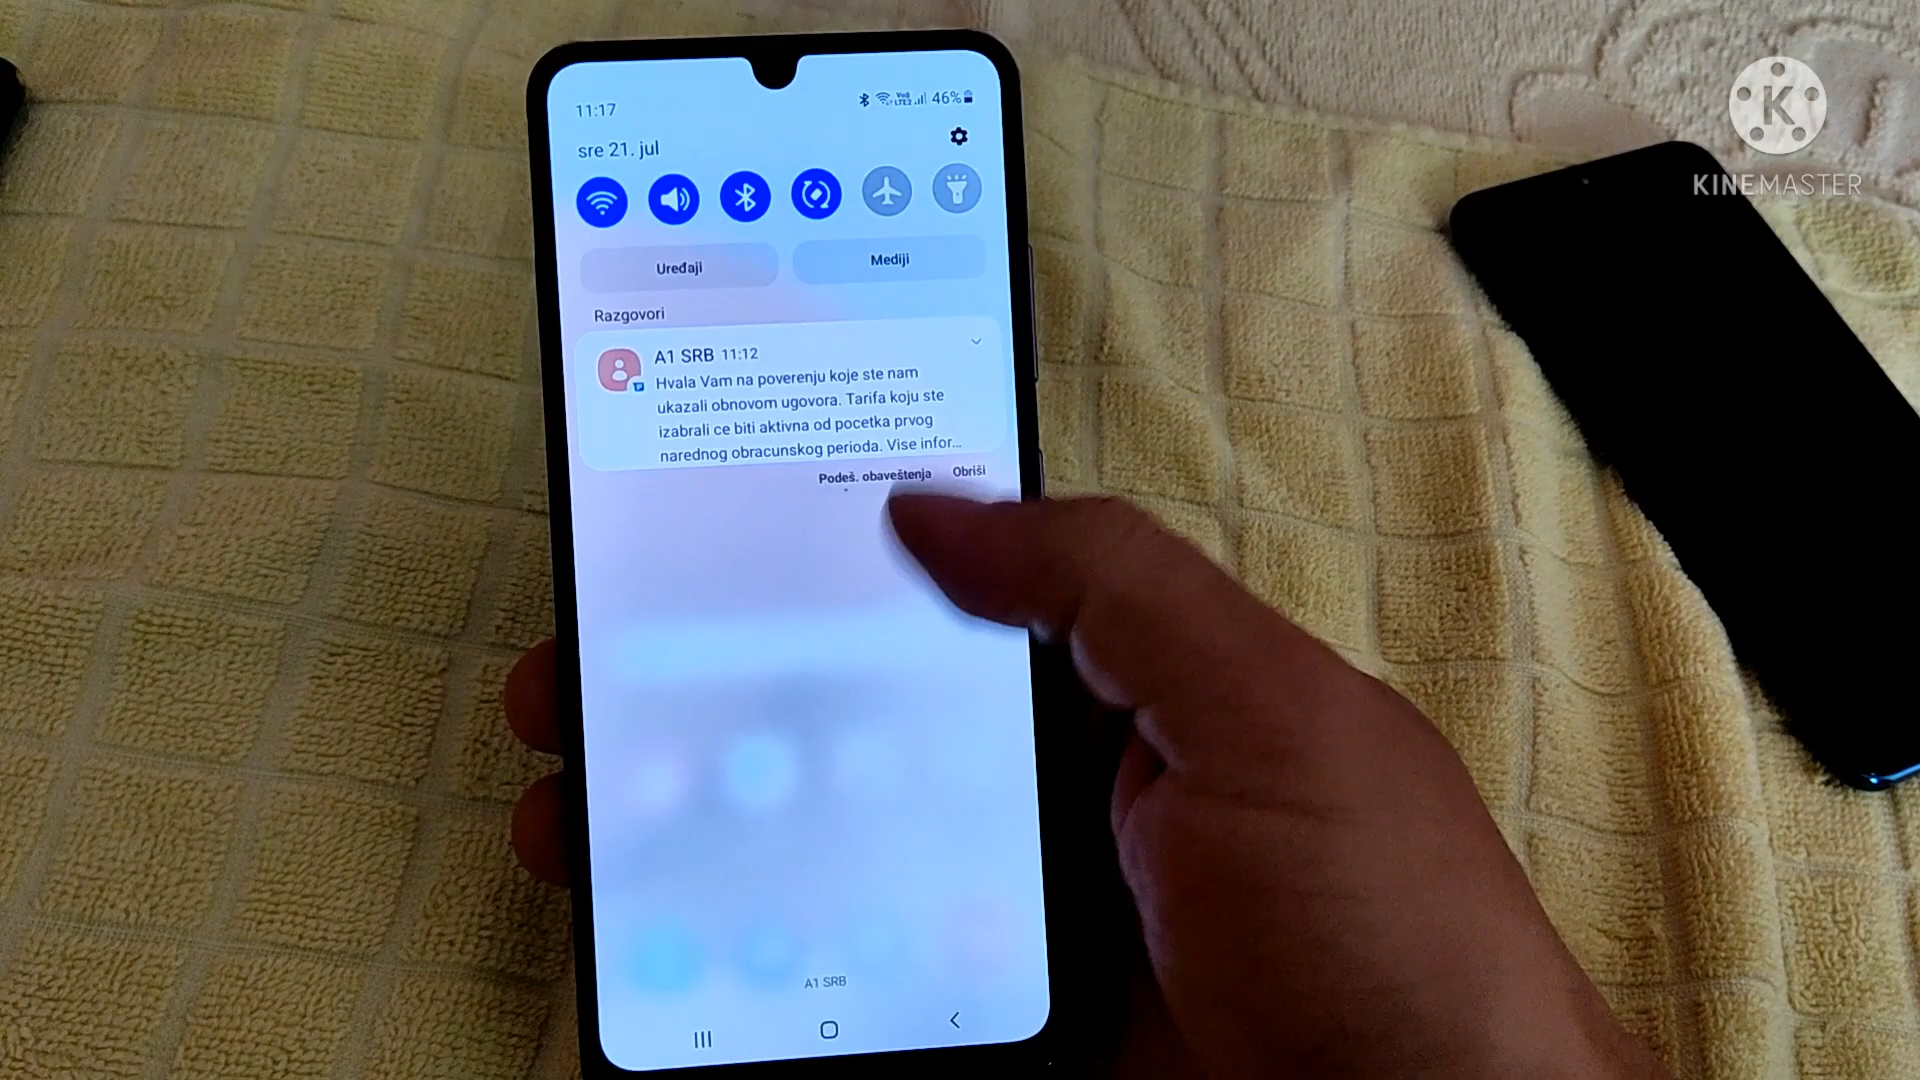 11:17
46%
sre 21. jul
Uređaji
Mediji
Razgovori
A1 SRB 11:12
Hvala Vam na poverenju koje ste nam
ukazali obnovom ugovora. Tarifa koju ste
izabrali ce biti aktivna od pocetka prvog
narednog obracunskog perioda. Vise infor...
Podeš. obaveštenja
Obriši
A1 SRB
K
KINEMASTER